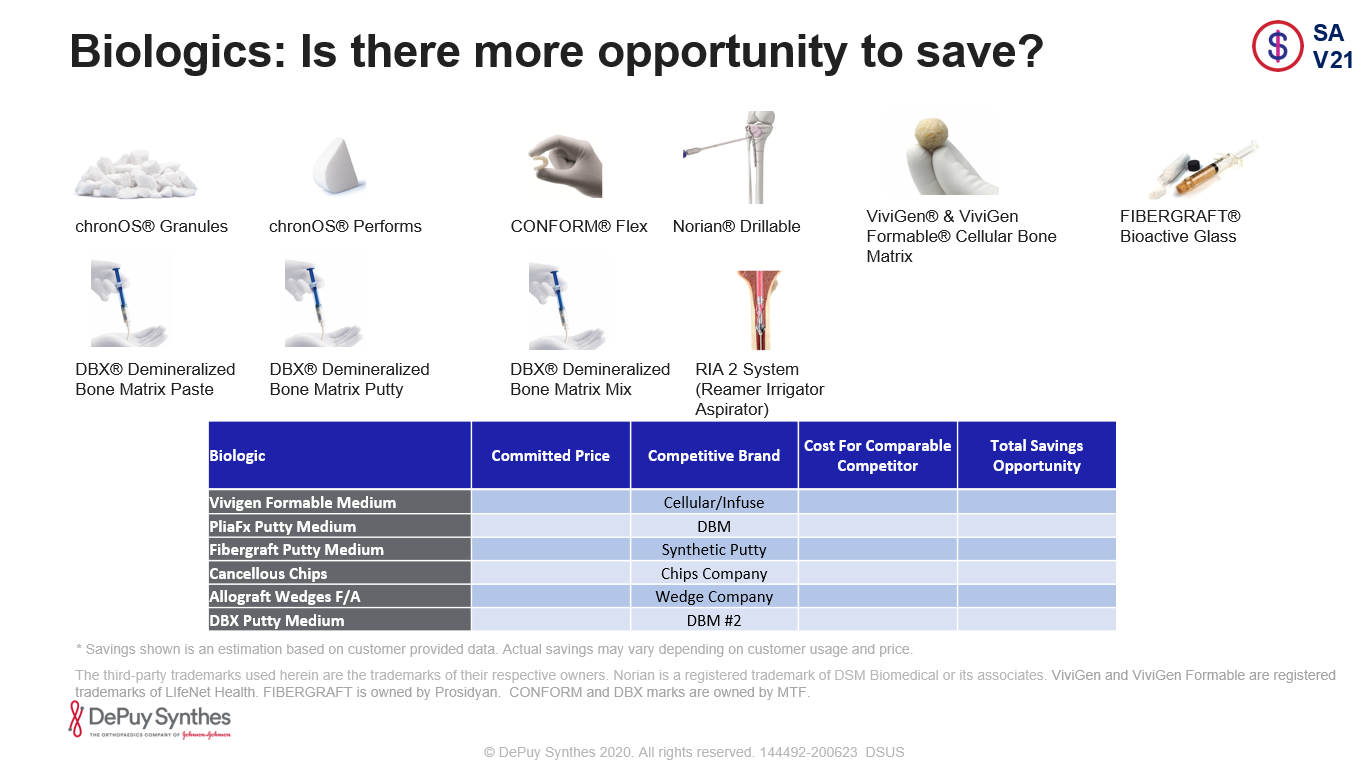 Biologics: Is there more opportunity to save?
$
SA
V21
chronOS® Granules
chronOS® Performs
CONFORM® Flex
Norian® Drillable
ViviGen® & ViviGen
Formable® Cellular Bone
Matrix
FIBERGRAFT®
Bioactive Glass
DBX® Demineralized
Bone Matrix Paste
DBX® Demineralized
Bone Matrix Putty
DBX® Demineralized
Bone Matrix Mix
RIA 2 System
(Reamer Irrigator
Aspirator)
Biologic Committed Price Competitive Brand Cost For Comparable Competitor Total Savings Opportunity
Vivigen Formable Medium Cellular/Infuse
PliaFx Putty Medium DBM
Fibergraft Putty Medium Synthetic Putty
Cancellous Chips Chips Company
Allograft Wedges F/A Wedge Company
DBX Putty Medium DBM #2
* Savings shown is an estimation based on customer provided data. Actual savings may vary depending on customer usage and price.
The third-party trademarks used herein are the trademarks of their respective owners. Norian is a registered trademark of DSM Biomedical or its associates. ViviGen and ViviGen Formable are registered
trademarks of LIfeNet Health. FIBERGRAFT is owned by Prosidyan. CONFORM and DBX marks are owned by MTF.
DePuy Synthes
THE ORTHOPAEDICS COMPANY OF Johnson & Johnson
© DePuy Synthes 2020. All rights reserved. 144492-200623 DSUS